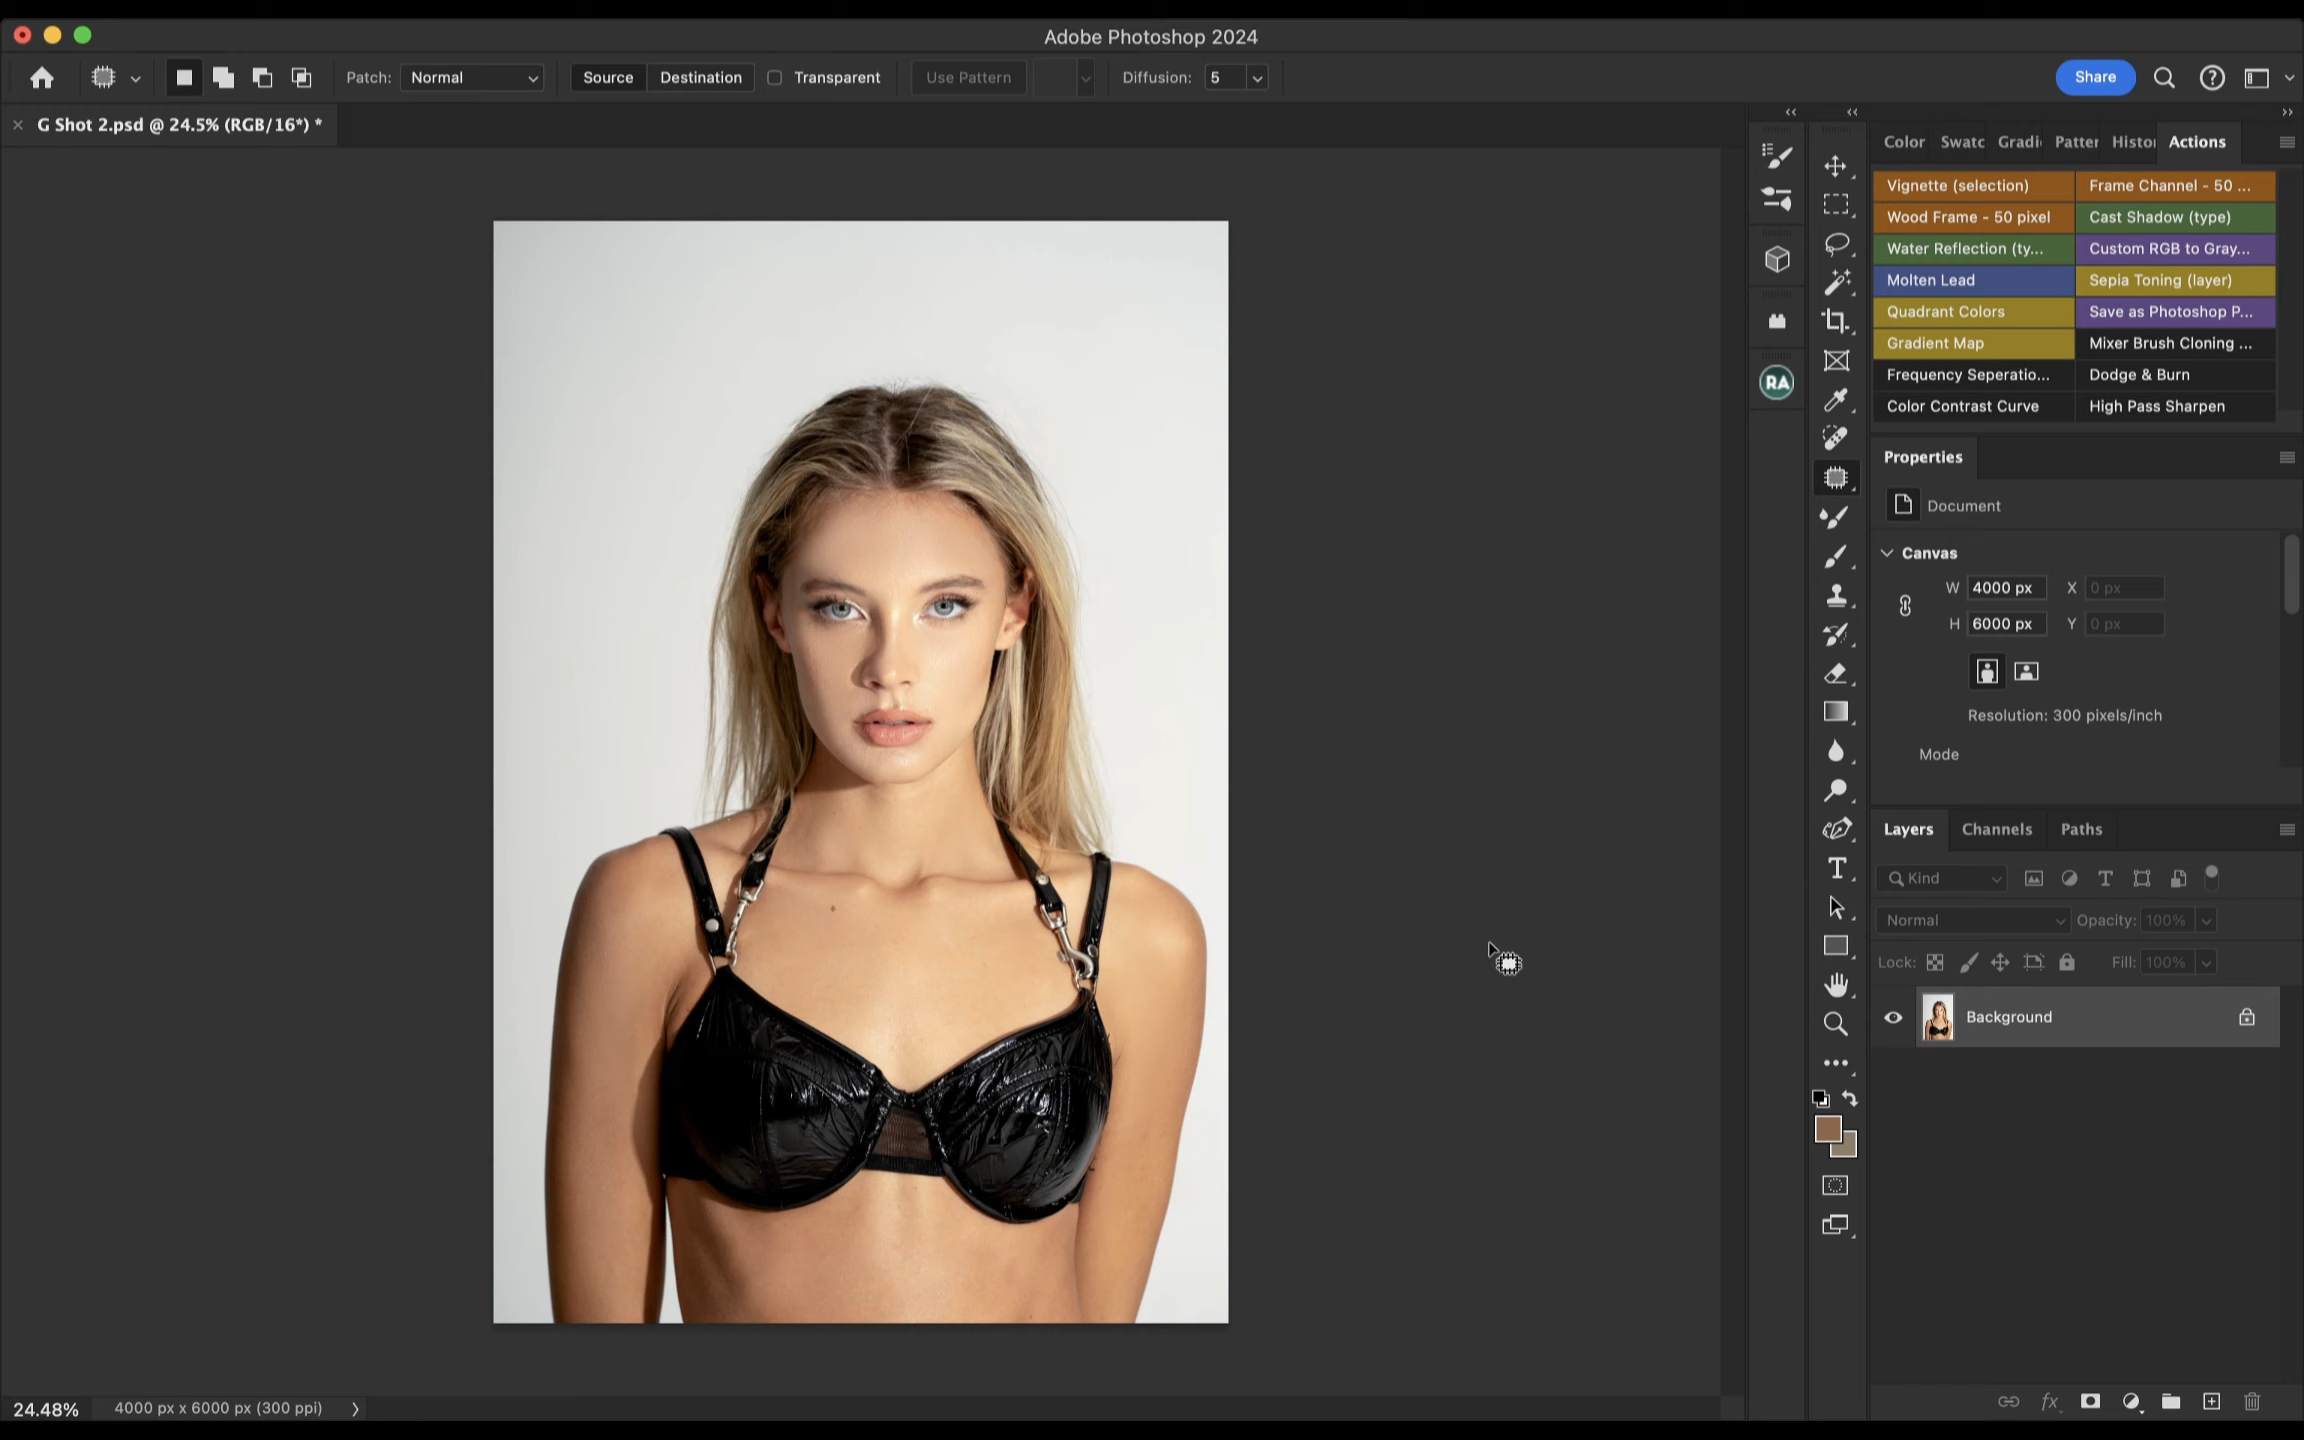 Adobe Photoshop 2024
Patch: Normal Source Destination Transparent Use Pattern Diffusion: 5 Share
G Shot 2.psd @ 24.5% (RGB/16*) *
Color Swatc Gradi Patter Histor Actions
Vignette (selection) Frame Channel - 50 ...
Wood Frame - 50 pixel Cast Shadow (type)
Water Reflection (ty... Custom RGB to Gray...
Molten Lead Sepia Toning (layer)
Quadrant Colors Save as Photoshop P...
Gradient Map Mixer Brush Cloning ...
Frequency Seperatio... Dodge & Burn
Color Contrast Curve High Pass Sharpen
RA
Properties
Document
Canvas
W 4000 px X 0 px
H 6000 px Y 0 px
Resolution: 300 pixels/inch
Mode
Layers Channels Paths
Kind
Normal Opacity: 100%
Lock: Fill: 100%
Background
24.48% 4000 px x 6000 px (300 ppi)